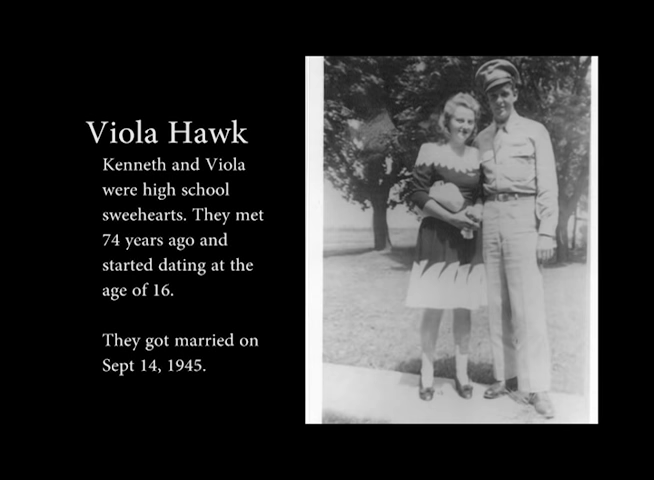 Viola Hawk
Kenneth and Viola
were high school
sweehearts. They met
74 years ago and
started dating at the
age of 16.
They got married on
Sept 14, 1945.